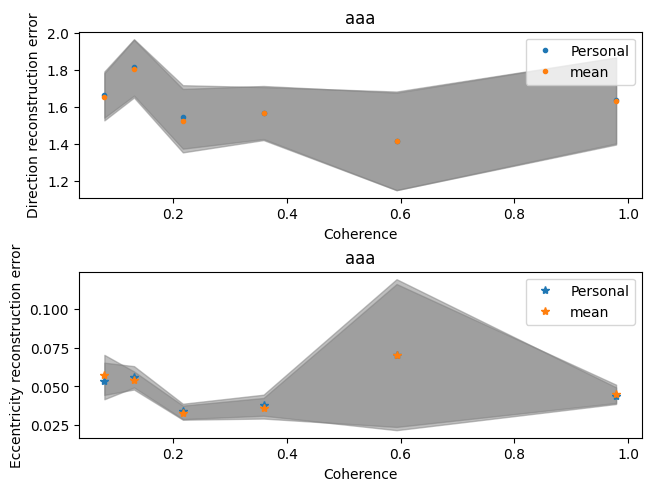 aaa
Direction reconstruction error
2.0
1.8
1.6
1.4
1.2
Personal
mean
0.2 0.4 0.6 0.8 1.0
Coherence
aaa
Eccentricity reconstruction error
0.100
0.075
0.050
0.025
Personal
mean
0.2 0.4 0.6 0.8 1.0
Coherence